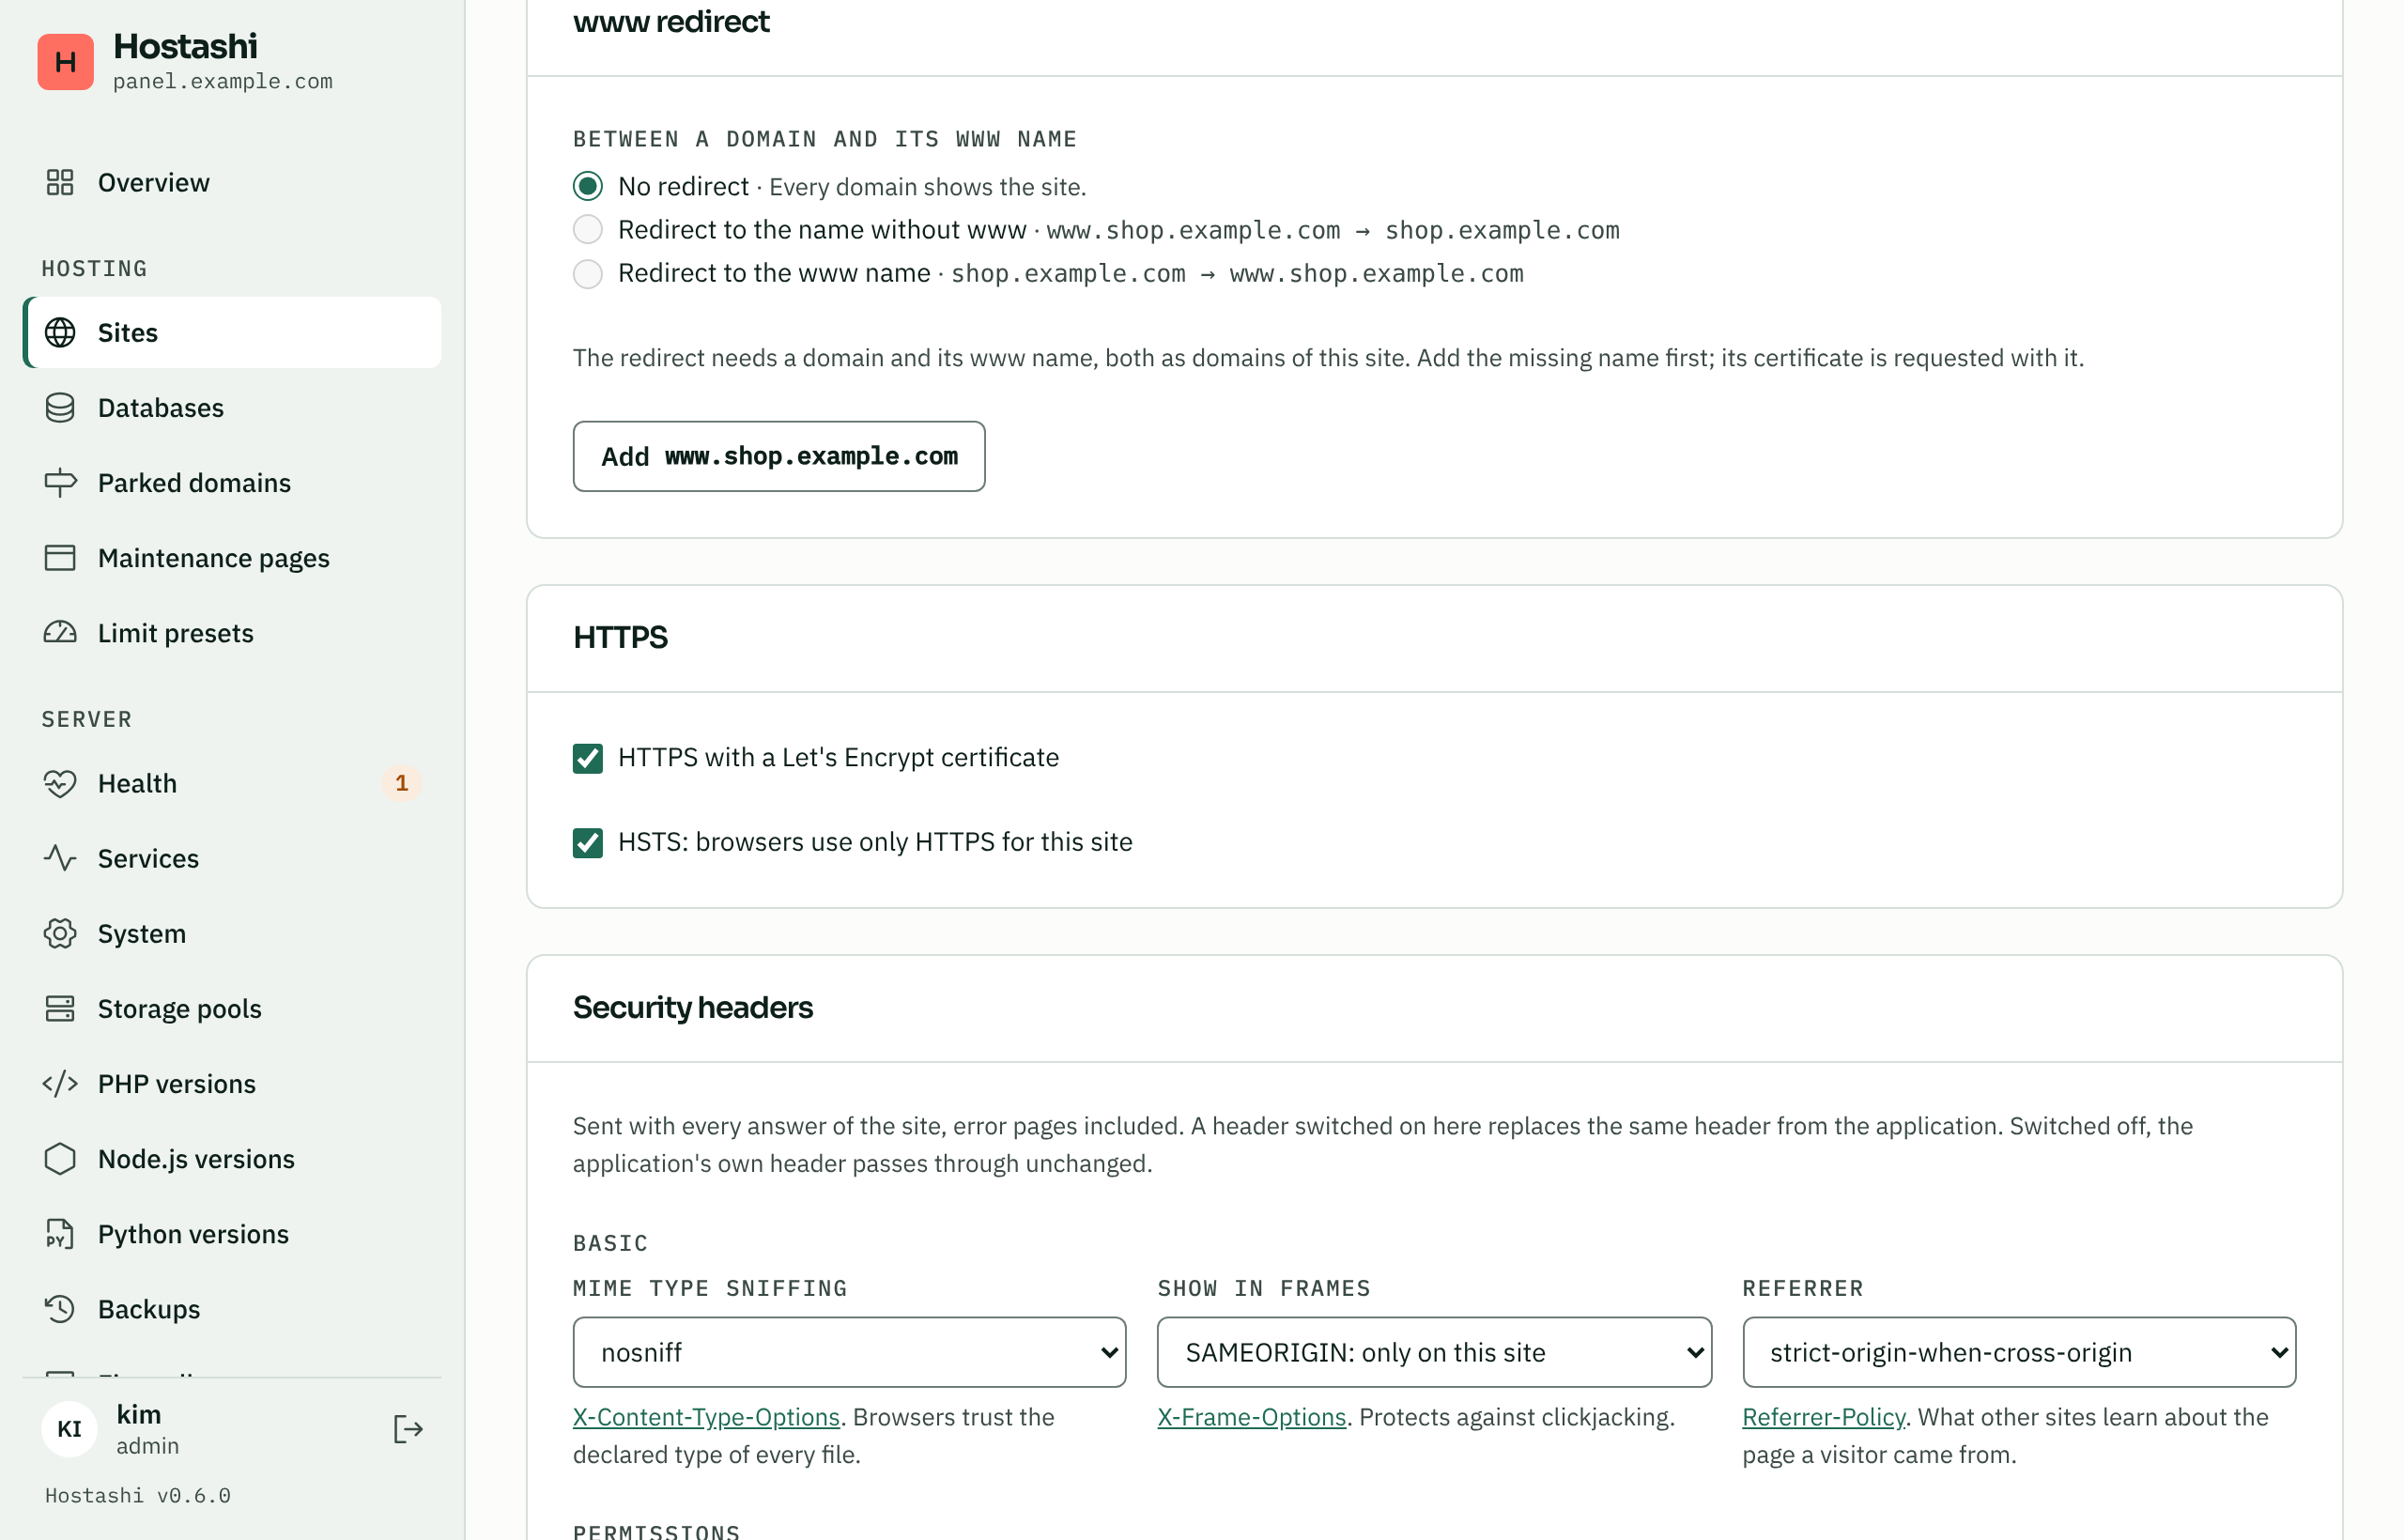 H
Hostashi
panel.example.com
Overview
HOSTING
Sites
Databases
Parked domains
Maintenance pages
Limit presets
SERVER
Health 1
Services
System
Storage pools
PHP versions
Node.js versions
PY Python versions
Backups
KI
kim
admin
Hostashi v0.6.0
www redirect
BETWEEN A DOMAIN AND ITS WWW NAME
No redirect · Every domain shows the site.
Redirect to the name without www · www.shop.example.com → shop.example.com
Redirect to the www name · shop.example.com → www.shop.example.com
The redirect needs a domain and its www name, both as domains of this site. Add the missing name first; its certificate is requested with it.
Add www.shop.example.com
HTTPS
HTTPS with a Let's Encrypt certificate
HSTS: browsers use only HTTPS for this site
Security headers
Sent with every answer of the site, error pages included. A header switched on here replaces the same header from the application. Switched off, the
application's own header passes through unchanged.
BASIC
MIME TYPE SNIFFING
nosniff
X-Content-Type-Options. Browsers trust the
declared type of every file.
SHOW IN FRAMES
SAMEORIGIN: only on this site
X-Frame-Options. Protects against clickjacking.
REFERRER
strict-origin-when-cross-origin
Referrer-Policy. What other sites learn about the
page a visitor came from.
PERMISSIONS